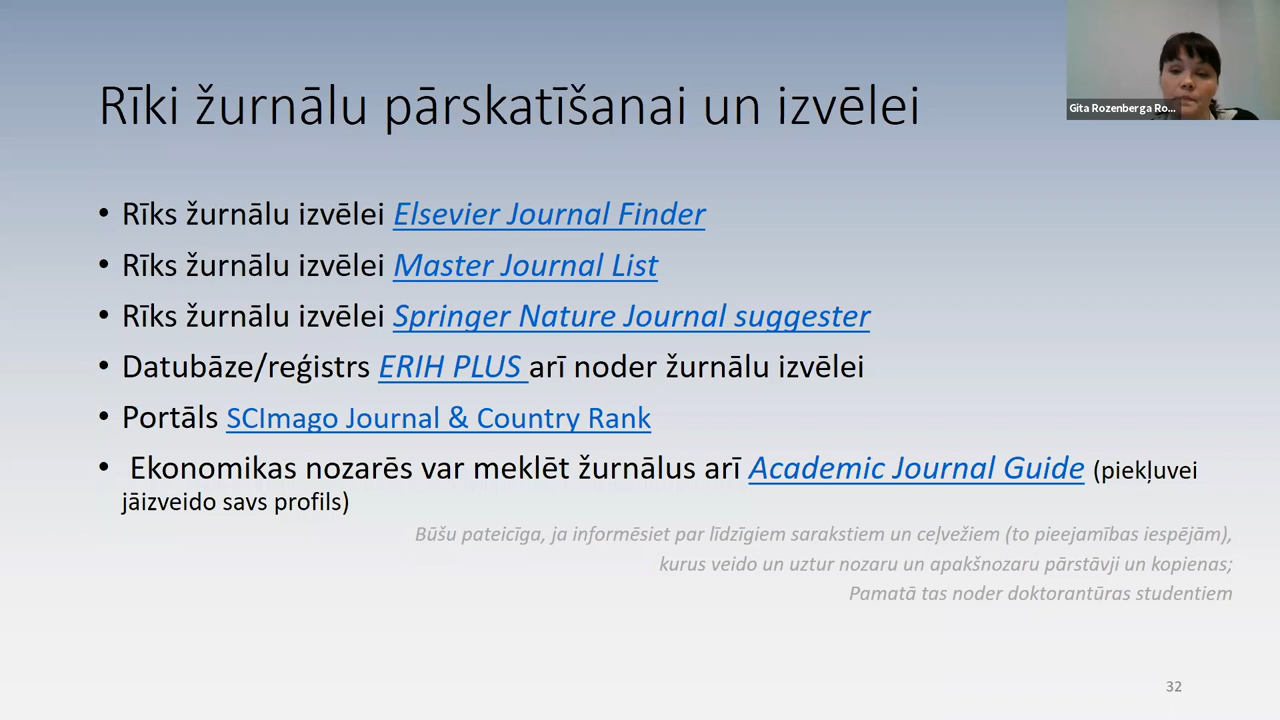 Rīki žurnālu pārskatīšanai un izvēlei
Gita Rozenberga Ro...
• Rīks žurnālu izvēlei Elsevier Journal Finder
• Rīks žurnālu izvēlei Master Journal List
• Rīks žurnālu izvēlei Springer Nature Journal suggester
• Datubāze/reģistrs ERIH PLUS arī noder žurnālu izvēlei
• Portāls SCImago Journal & Country Rank
• Ekonomikas nozarēs var meklēt žurnālus arī Academic Journal Guide (piekļuvei
jāizveido savs profils)
Būšu pateicīga, ja informēsiet par līdzīgiem sarakstiem un ceļvežiem (to pieejamības iespējām),
kurus veido un uztur nozaru un apakšnozaru pārstāvji un kopienas;
Pamatā tas noder doktorantūras studentiem
32